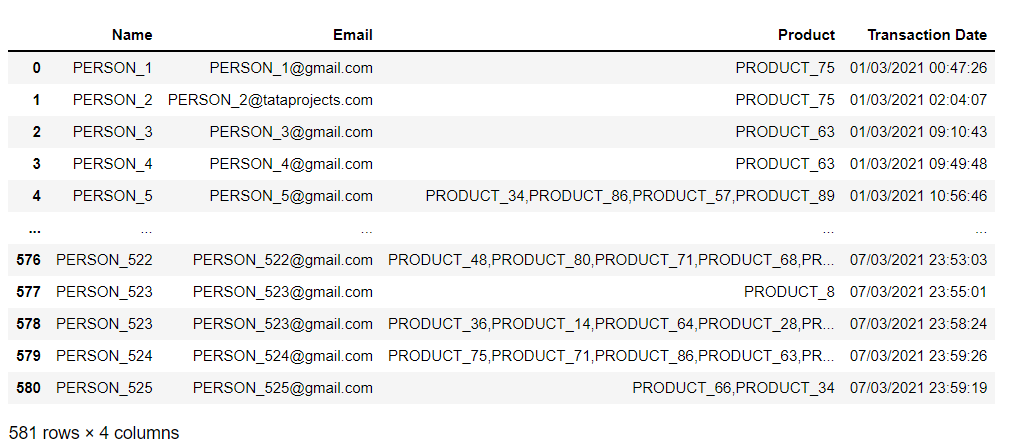 Name Email Product Transaction Date
0 PERSON_1 PERSON_1@gmail.com PRODUCT_75 01/03/2021 00:47:26
1 PERSON_2 PERSON_2@tataprojects.com PRODUCT_75 01/03/2021 02:04:07
2 PERSON_3 PERSON_3@gmail.com PRODUCT_63 01/03/2021 09:10:43
3 PERSON_4 PERSON_4@gmail.com PRODUCT_63 01/03/2021 09:49:48
4 PERSON_5 PERSON_5@gmail.com PRODUCT_34,PRODUCT_86,PRODUCT_57,PRODUCT_89 01/03/2021 10:56:46
... ... ... ... ...
576 PERSON_522 PERSON_522@gmail.com PRODUCT_48,PRODUCT_80,PRODUCT_71,PRODUCT_68,PR... 07/03/2021 23:53:03
577 PERSON_523 PERSON_523@gmail.com PRODUCT_8 07/03/2021 23:55:01
578 PERSON_523 PERSON_523@gmail.com PRODUCT_36,PRODUCT_14,PRODUCT_64,PRODUCT_28,PR... 07/03/2021 23:58:24
579 PERSON_524 PERSON_524@gmail.com PRODUCT_75,PRODUCT_71,PRODUCT_86,PRODUCT_63,PR... 07/03/2021 23:59:26
580 PERSON_525 PERSON_525@gmail.com PRODUCT_66,PRODUCT_34 07/03/2021 23:59:19
581 rows × 4 columns